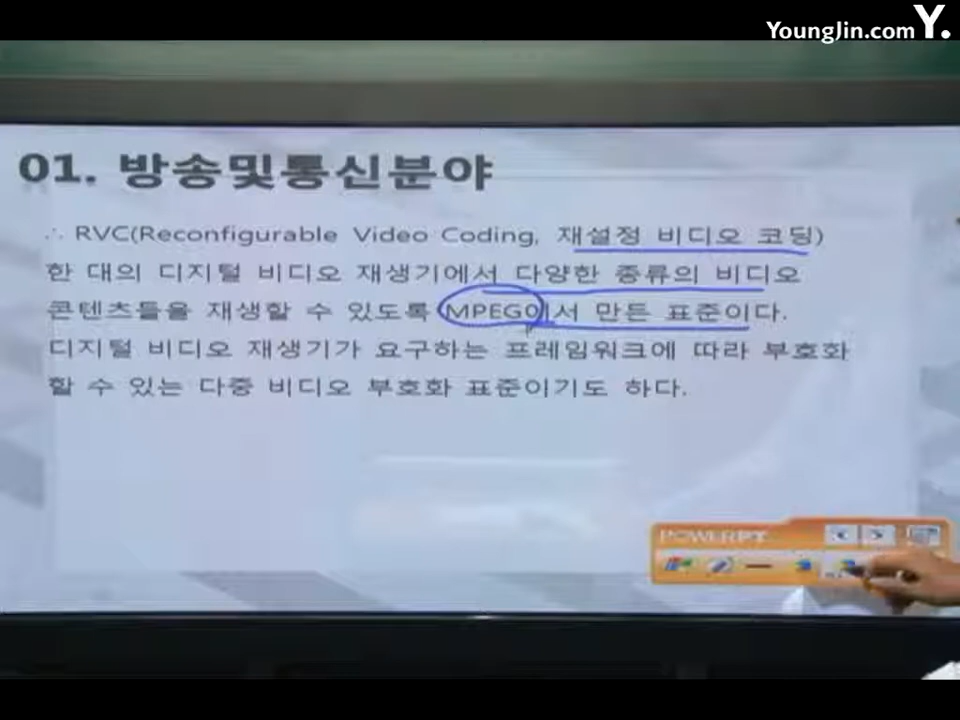 YoungJin.com Y.
01. 방송및통신분야
∴ RVC(Reconfigurable Video Coding, 재설정 비디오 코딩)
한 대의 디지털 비디오 재생기에서 다양한 종류의 비디오
콘텐츠들을 재생할 수 있도록 MPEG에서 만든 표준이다.
디지털 비디오 재생기가 요구하는 프레임워크에 따라 부호화
할 수 있는 다중 비디오 부호화 표준이기도 하다.
POWERPT